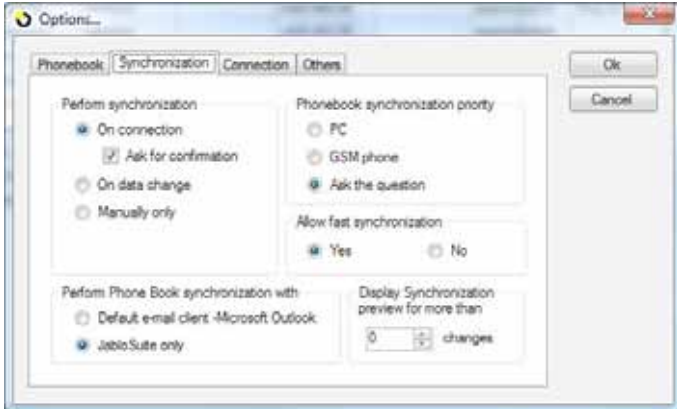 Options...
Phonebook
Synchronization
Connection
Others
Ok
Cancel
Perform synchronization
On connection
Ask for confirmation
On data change
Manually only
Phonebook synchronization priority
PC
GSM phone
Ask the question
Allow fast synchronization
Yes
No
Perform Phone Book synchronization with
Default e-mail client -Microsoft Outlook
JabloSuite only
Display Synchronization
preview for more than
0
changes